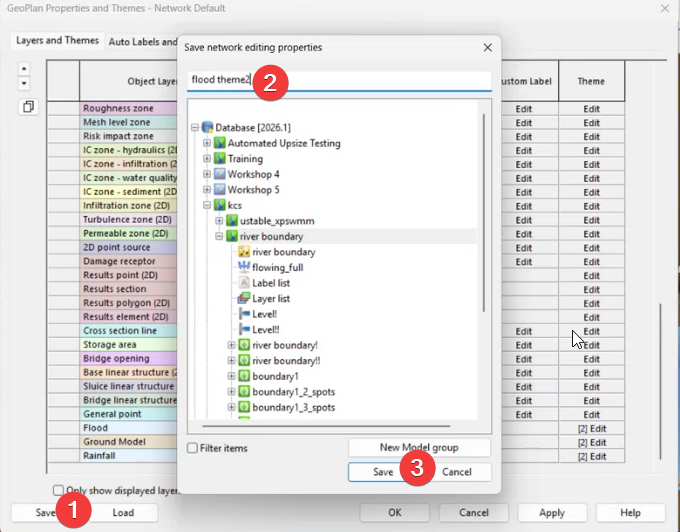 GeoPlan Properties and Themes - Network Default
Layers and Themes
Auto Labels and
Object Layer
ustom Label
Theme
Roughness zone
Edit
Edit
Mesh level zone
Edit
Edit
Risk impact zone
Edit
Edit
IC zone - hydraulics (2D
Edit
Edit
IC zone - infiltration (2
Edit
Edit
IC zone - water quality
Edit
Edit
IC zone - sediment (2D
Edit
Edit
Infiltration zone (2D)
Edit
Edit
Turbulence zone (2D)
Edit
Edit
Permeable zone (2D)
Edit
Edit
2D point source
Edit
Edit
Damage receptor
Edit
Edit
Results point (2D)
Edit
Results section
Edit
Results polygon (2D)
Edit
Results element (2D)
Edit
Cross section line
Edit
Edit
Storage area
Edit
Edit
Bridge opening
Edit
Edit
Base linear structure (2
Edit
Edit
Sluice linear structure
Edit
Edit
Bridge linear structure
Edit
Edit
General point
Edit
Edit
Flood
[2] Edit
Ground Model
[2] Edit
Rainfall
[2] Edit
Only show displayed layer
Save
1
Load
OK
Cancel
Apply
Help
Save network editing properties
flood theme2
2
Database [2026.1]
Automated Upsize Testing
Training
Workshop 4
Workshop 5
kcs
ustable_xpswmm
river boundary
river boundary
flowing_full
Label list
Layer list
Level!
Level!!
river boundary!
river boundary!!
boundary1
boundary1_2_spots
boundary1_3_spots
Filter items
New Model group
Save
3
Cancel